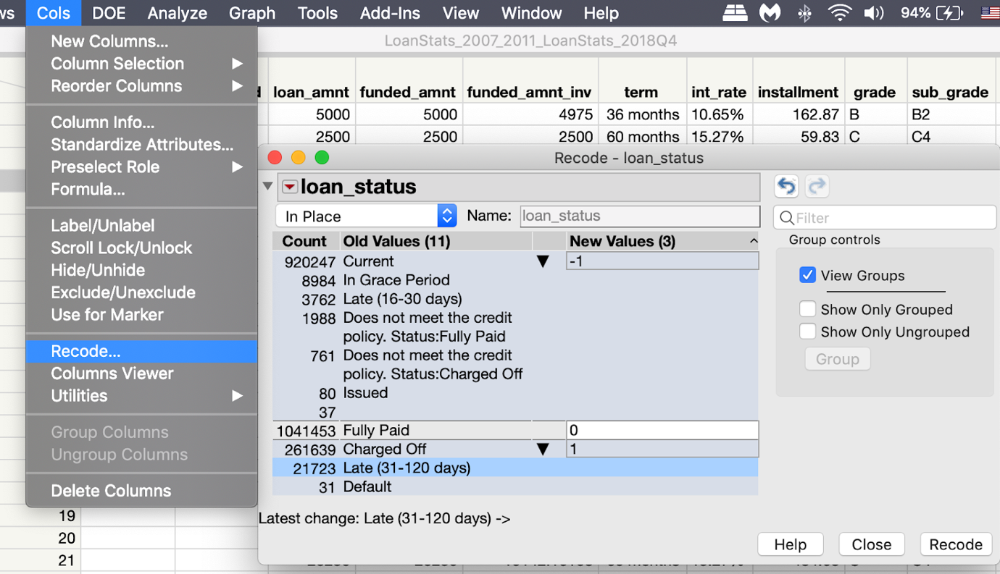 ws Cols DOE Analyze Graph Tools Add-Ins View Window Help 94%
LoanStats_2007_2011_LoanStats_2018Q4
New Columns...
Column Selection
Reorder Columns
Column Info...
Standardize Attributes...
Preselect Role
Formula...
Label/Unlabel
Scroll Lock/Unlock
Hide/Unhide
Exclude/Unexclude
Use for Marker
Recode...
Columns Viewer
Utilities
Group Columns
Ungroup Columns
Delete Columns
loan_amnt funded_amnt funded_amnt_inv term int_rate installment grade sub_grade
5000 5000 4975 36 months 10.65% 162.87 B B2
2500 2500 2500 60 months 15.27% 59.83 C C4
Recode - loan_status
loan_status
In Place Name: loan_status
Count Old Values (11) New Values (3)
920247 Current -1
8984 In Grace Period
3762 Late (16-30 days)
1988 Does not meet the credit
policy. Status:Fully Paid
761 Does not meet the credit
policy. Status:Charged Off
80 Issued
37
1041453 Fully Paid 0
261639 Charged Off 1
21723 Late (31-120 days)
31 Default
Latest change: Late (31-120 days) ->
Filter
Group controls
View Groups
Show Only Grouped
Show Only Ungrouped
Group
Help Close Recode
19
20
21